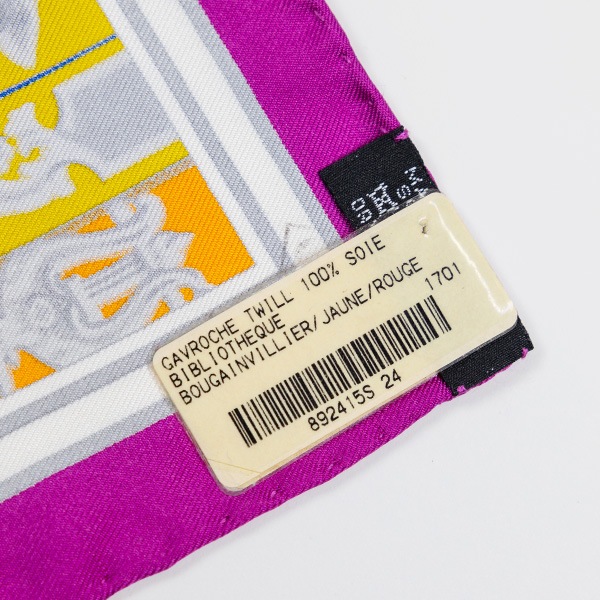 GAVROCHE TWILL 100% SOIE
BIBLIOTHEQUE
BOUGAINVILLIER/JAUNE/ROUGE 1701
892415S 24